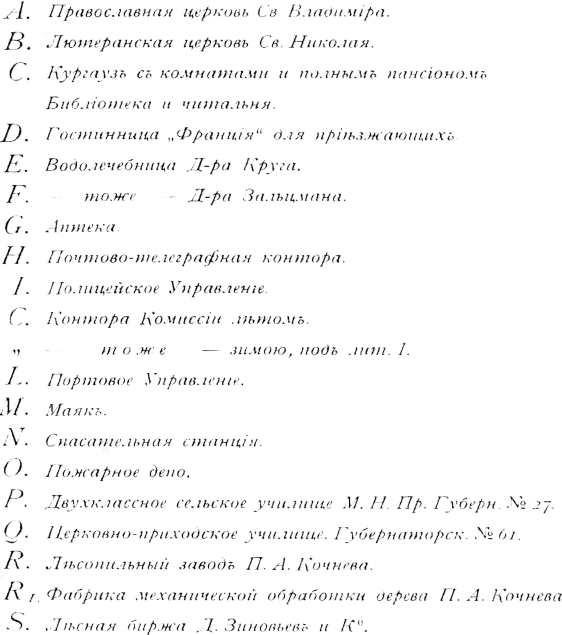 A. Православная церковь Св Владиміра.
B. Лютеранская церковь Св. Николая.
C. Кургаузъ съ комнатами и полнымъ пансіономъ
Библіотека и читальня.
D. Гостинница „Франція“ для пріѣзжающихъ
E. Водолечебница Д-ра Круга.
F. — тоже — Д-ра Зальцмана.
G. Аптека
H. Почтово-телеграфная контора.
I. Полицейское Управленіе.
C. Контора Комиссіи лѣтомъ.
„ — тоже — зимою, подъ лит. I.
L. Портовое Управленіе.
M. Маякъ.
N. Спасательная станція.
O. Пожарное депо.
P. Двухклассное сельское училище М. Н. Пр. Губерн. № 27.
Q. Церковно-приходское училище. Губернаторск. № 61.
R. Лѣсопильный заводъ П. А. Кочнева.
R1. Фабрика механической обработки дерева П. А. Кочнева
S. Лѣсная биржа Д. Зиновьевъ и Кº.